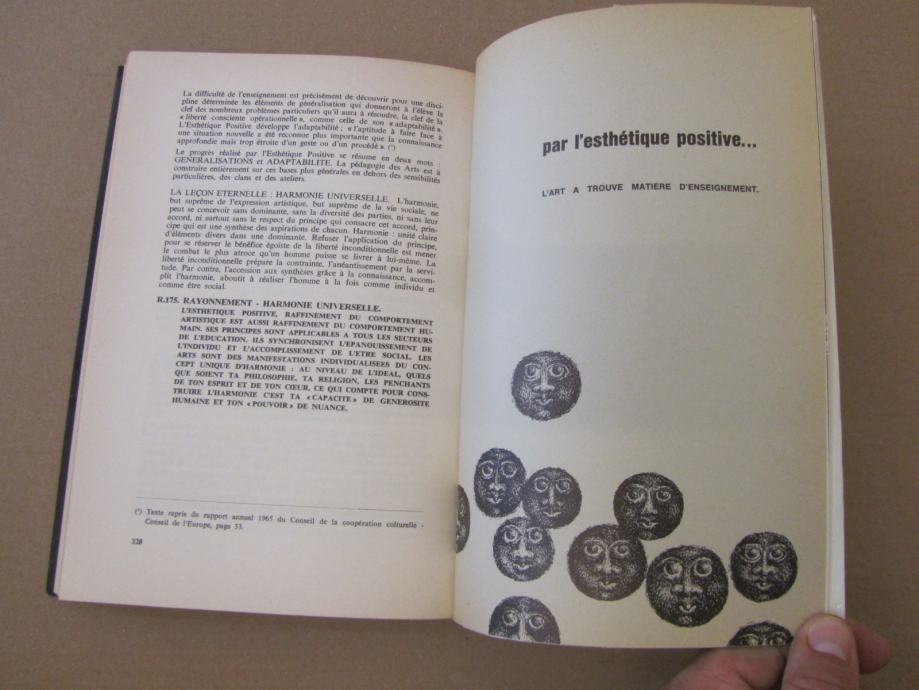 La difficulté de l'enseignement est précisément de découvrir pour une disci-
pline déterminée les éléments de généralisation qui donneront à l'élève la
clef des nombreux problèmes particuliers qu'il aura à résoudre, la clef de la
« liberté consciente opérationnelle », comme celle de son « adaptabilité ».
L'Esthétique Positive développe l'adaptabilité ; « l'aptitude à faire face à
une situation nouvelle a été reconnue plus importante que la connaissance
approfondie mais trop étroite d'un geste ou d'un procédé ». (¹)
Le progrès réalisé par l'Esthétique Positive se résume en deux mots :
GENERALISATIONS et ADAPTABILITE. La pédagogie des Arts est à
construire entièrement sur ces bases plus générales en dehors des sensibilités
particulières, des clans et des ateliers.
LA LEÇON ETERNELLE : HARMONIE UNIVERSELLE. L'harmonie,
but suprême de l'expression artistique, but suprême de la vie sociale, ne
peut se concevoir sans dominante, sans la diversité des parties, ni sans leur
accord, ni surtout sans le respect du principe qui consacre cet accord, prin-
cipe qui est une synthèse des aspirations de chacun. Harmonie : unité claire
d'éléments divers dans une dominante. Refuser l'application du principe,
pour se réserver le bénéfice égoïste de la liberté inconditionnelle est mener
le combat le plus atroce qu'un homme puisse se livrer à lui-même. La
liberté inconditionnelle prépare la contrainte, l'anéantissement par la servi-
tude. Par contre, l'accession aux synthèses grâce à la connaissance, accom-
plit l'harmonie, aboutit à réaliser l'homme à la fois comme individu et
comme être social.
R.175. RAYONNEMENT - HARMONIE UNIVERSELLE.
L'ESTHETIQUE POSITIVE, RAFFINEMENT DU COMPORTEMENT
ARTISTIQUE EST AUSSI RAFFINEMENT DU COMPORTEMENT HU-
MAIN. SES PRINCIPES SONT APPLICABLES A TOUS LES SECTEURS
DE L'EDUCATION. ILS SYNCHRONISENT L'EPANOUISSEMENT DE
L'INDIVIDU ET L'ACCOMPLISSEMENT DE L'ETRE SOCIAL. LES
ARTS SONT DES MANIFESTATIONS INDIVIDUALISEES DU CON-
CEPT UNIQUE D'HARMONIE : AU NIVEAU DE L'IDEAL, QUELS
QUE SOIENT TA PHILOSOPHIE, TA RELIGION, LES PENCHANTS
DE TON ESPRIT ET DE TON CŒUR, CE QUI COMPTE POUR CONS-
TRUIRE L'HARMONIE C'EST TA « CAPACITE » DE GENEROSITE
HUMAINE ET TON « POUVOIR » DE NUANCE.
(¹) Texte repris du rapport annuel 1965 du Conseil de la coopération culturelle -
Conseil de l'Europe, page 53.
128
par l'esthétique positive...
L'ART A TROUVE MATIERE D'ENSEIGNEMENT.